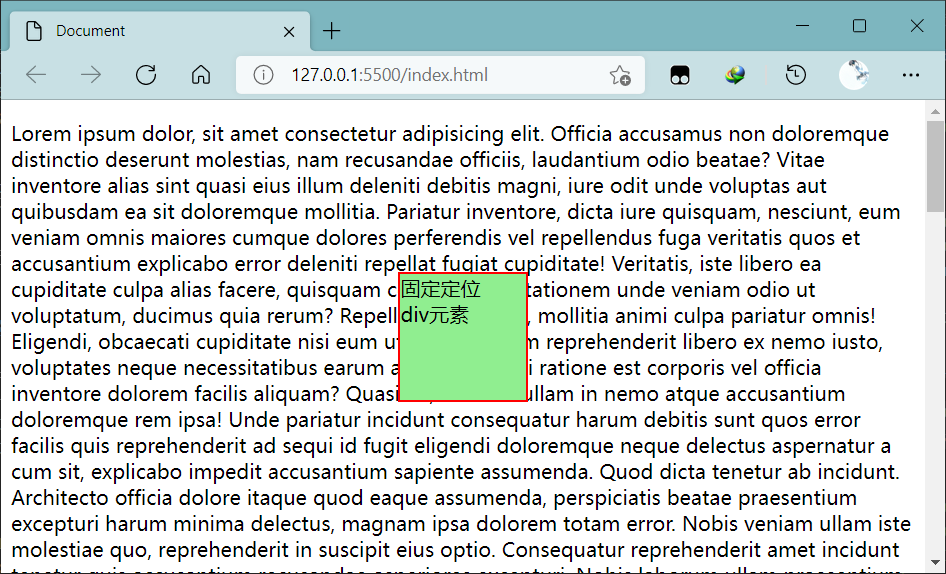 Document
127.0.0.1:5500/index.html
Lorem ipsum dolor, sit amet consectetur adipisicing elit. Officia accusamus non doloremque
distinctio deserunt molestias, nam recusandae officiis, laudantium odio beatae? Vitae
inventore alias sint quasi eius illum deleniti debitis magni, iure odit unde voluptas aut
quibusdam ea sit doloremque mollitia. Pariatur inventore, dicta iure quisquam, nesciunt, eum
veniam omnis maiores cumque dolores perferendis vel repellendus fuga veritatis quos et
accusantium explicabo error deleniti repellat fugiat cupiditate! Veritatis, iste libero ea
cupiditate culpa alias facere, quisquam c tationem unde veniam odio ut
固定定位
voluptatum, ducimus quia rerum? Repell , mollitia animi culpa pariatur omnis!
div元素
Eligendi, obcaecati cupiditate nisi eum u m reprehenderit libero ex nemo iusto,
voluptates neque necessitatibus earum a i ratione est corporis vel officia
inventore dolorem facilis aliquam? Quasi ullam in nemo atque accusantium
doloremque rem ipsa! Unde pariatur incidunt consequatur harum debitis sunt quos error
facilis quis reprehenderit ad sequi id fugit eligendi doloremque neque delectus aspernatur a
cum sit, explicabo impedit accusantium sapiente assumenda. Quod dicta tenetur ab incidunt.
Architecto officia dolore itaque quod eaque assumenda, perspiciatis beatae praesentium
excepturi harum minima delectus, magnam ipsa dolorem totam error. Nobis veniam ullam iste
molestiae quo, reprehenderit in suscipit eius optio. Consequatur reprehenderit amet incidunt